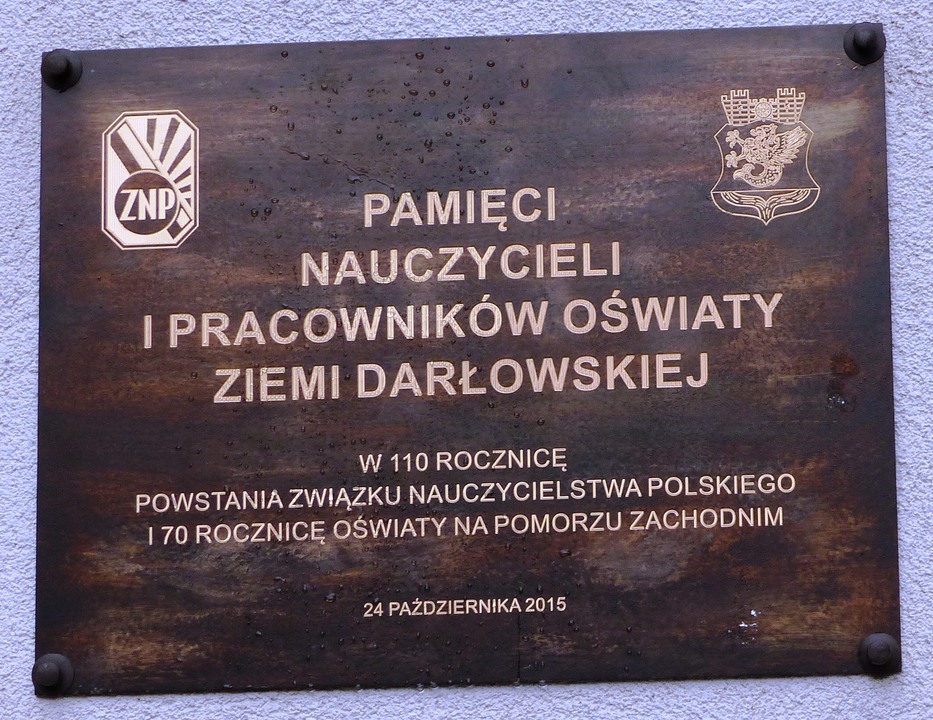 ZNP
PAMIĘCI
NAUCZYCIELI
I PRACOWNIKÓW OŚWIATY
ZIEMI DARŁOWSKIEJ
W 110 ROCZNICĘ
POWSTANIA ZWIĄZKU NAUCZYCIELSTWA POLSKIEGO
I 70 ROCZNICĘ OŚWIATY NA POMORZU ZACHODNIM
24 PAŹDZIERNIKA 2015